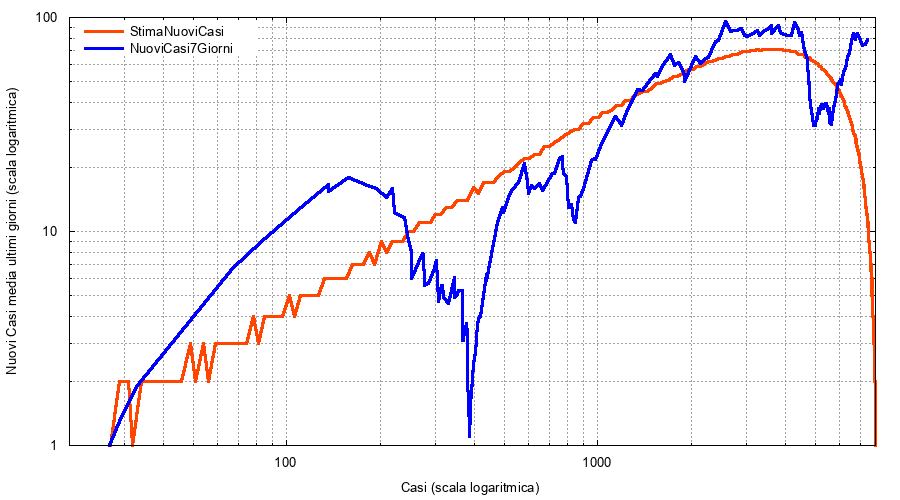 100
StimaNuoviCasi
NuoviCasi7Giorni
10
1
Nuovi Casi media ultimi giorni (scala logaritmica)
100
1000
Casi (scala logaritmica)